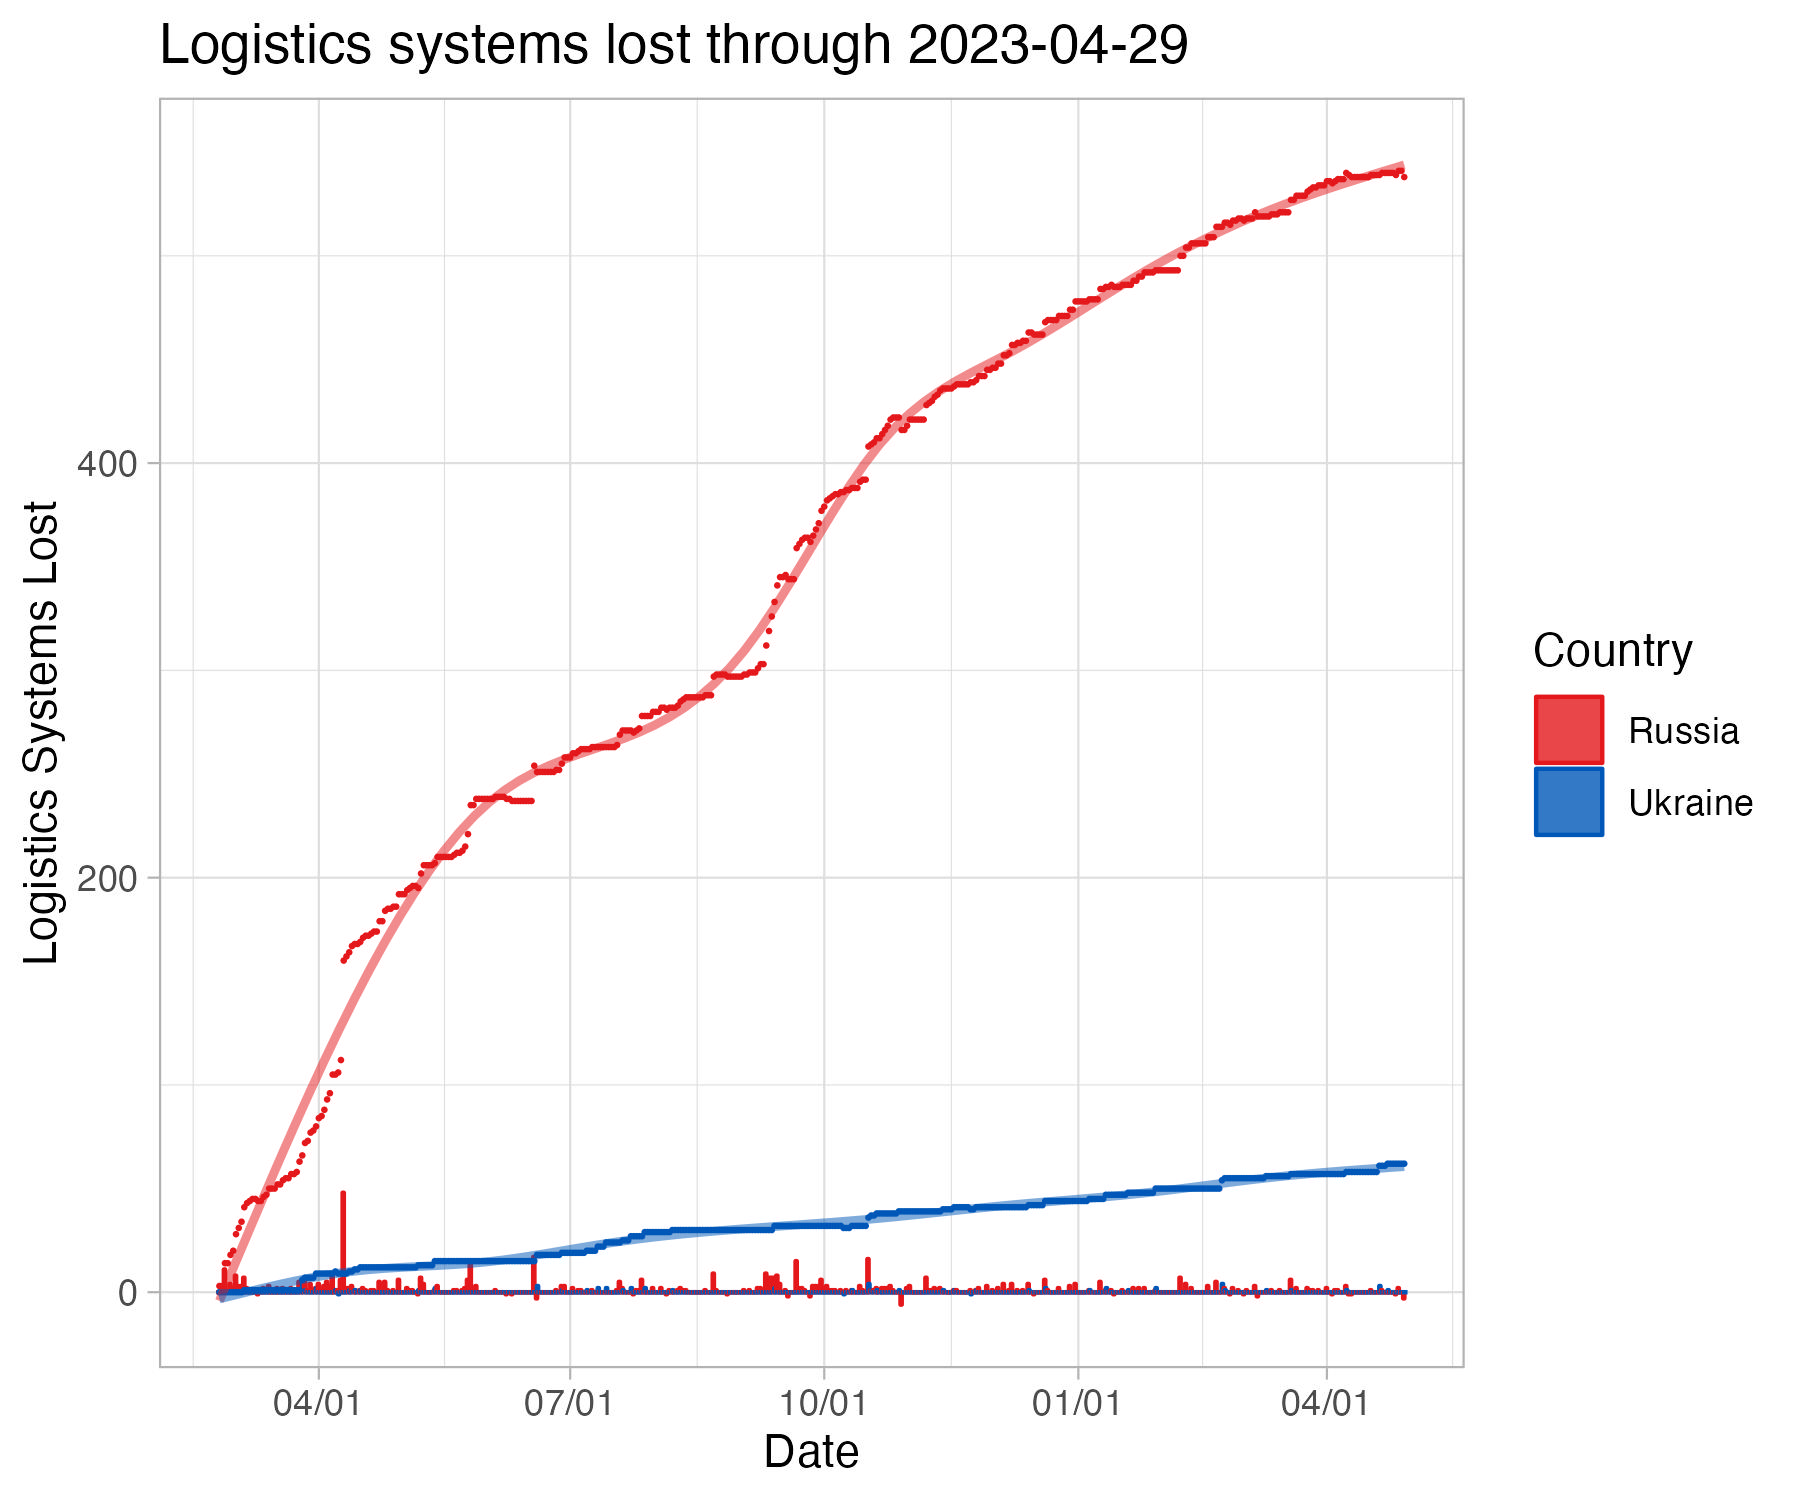 Logistics systems lost through 2023-04-29
Logistics Systems Lost
400
200
0
04/01
07/01
10/01
01/01
04/01
Date
Country
Russia
Ukraine